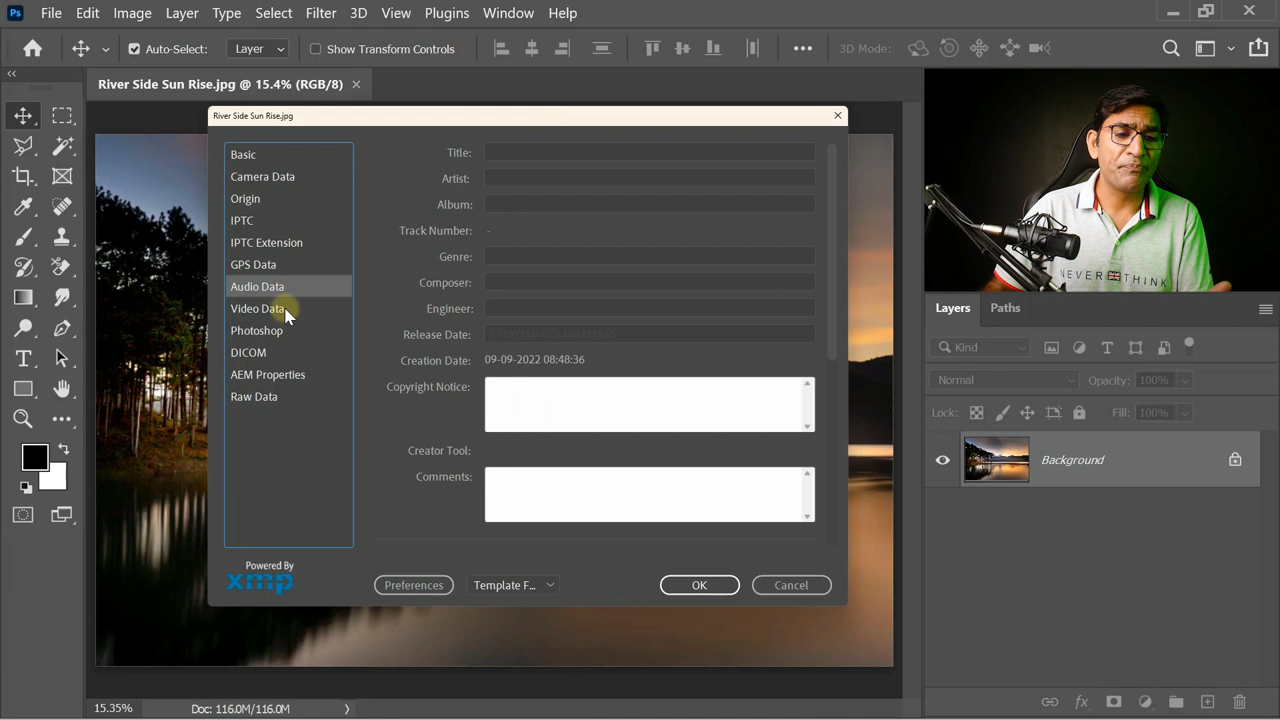 Ps File Edit Image Layer Type Select Filter 3D View Plugins Window Help
Auto-Select: Layer Show Transform Controls 3D Mode:
River Side Sun Rise.jpg @ 15.4% (RGB/8)
River Side Sun Rise.jpg
Basic
Camera Data
Origin
IPTC
IPTC Extension
GPS Data
Audio Data
Video Data
Photoshop
DICOM
AEM Properties
Raw Data
Powered By
xmp
Title:
Artist:
Album:
Track Number: -
Genre:
Composer:
Engineer:
Release Date:
Creation Date: 09-09-2022 08:48:36
Copyright Notice:
Creator Tool:
Comments:
Preferences Template F... OK Cancel
NEVER THINK
Layers Paths
Kind
Normal Opacity: 100%
Lock: Fill: 100%
Background
15.35% Doc: 116.0M/116.0M